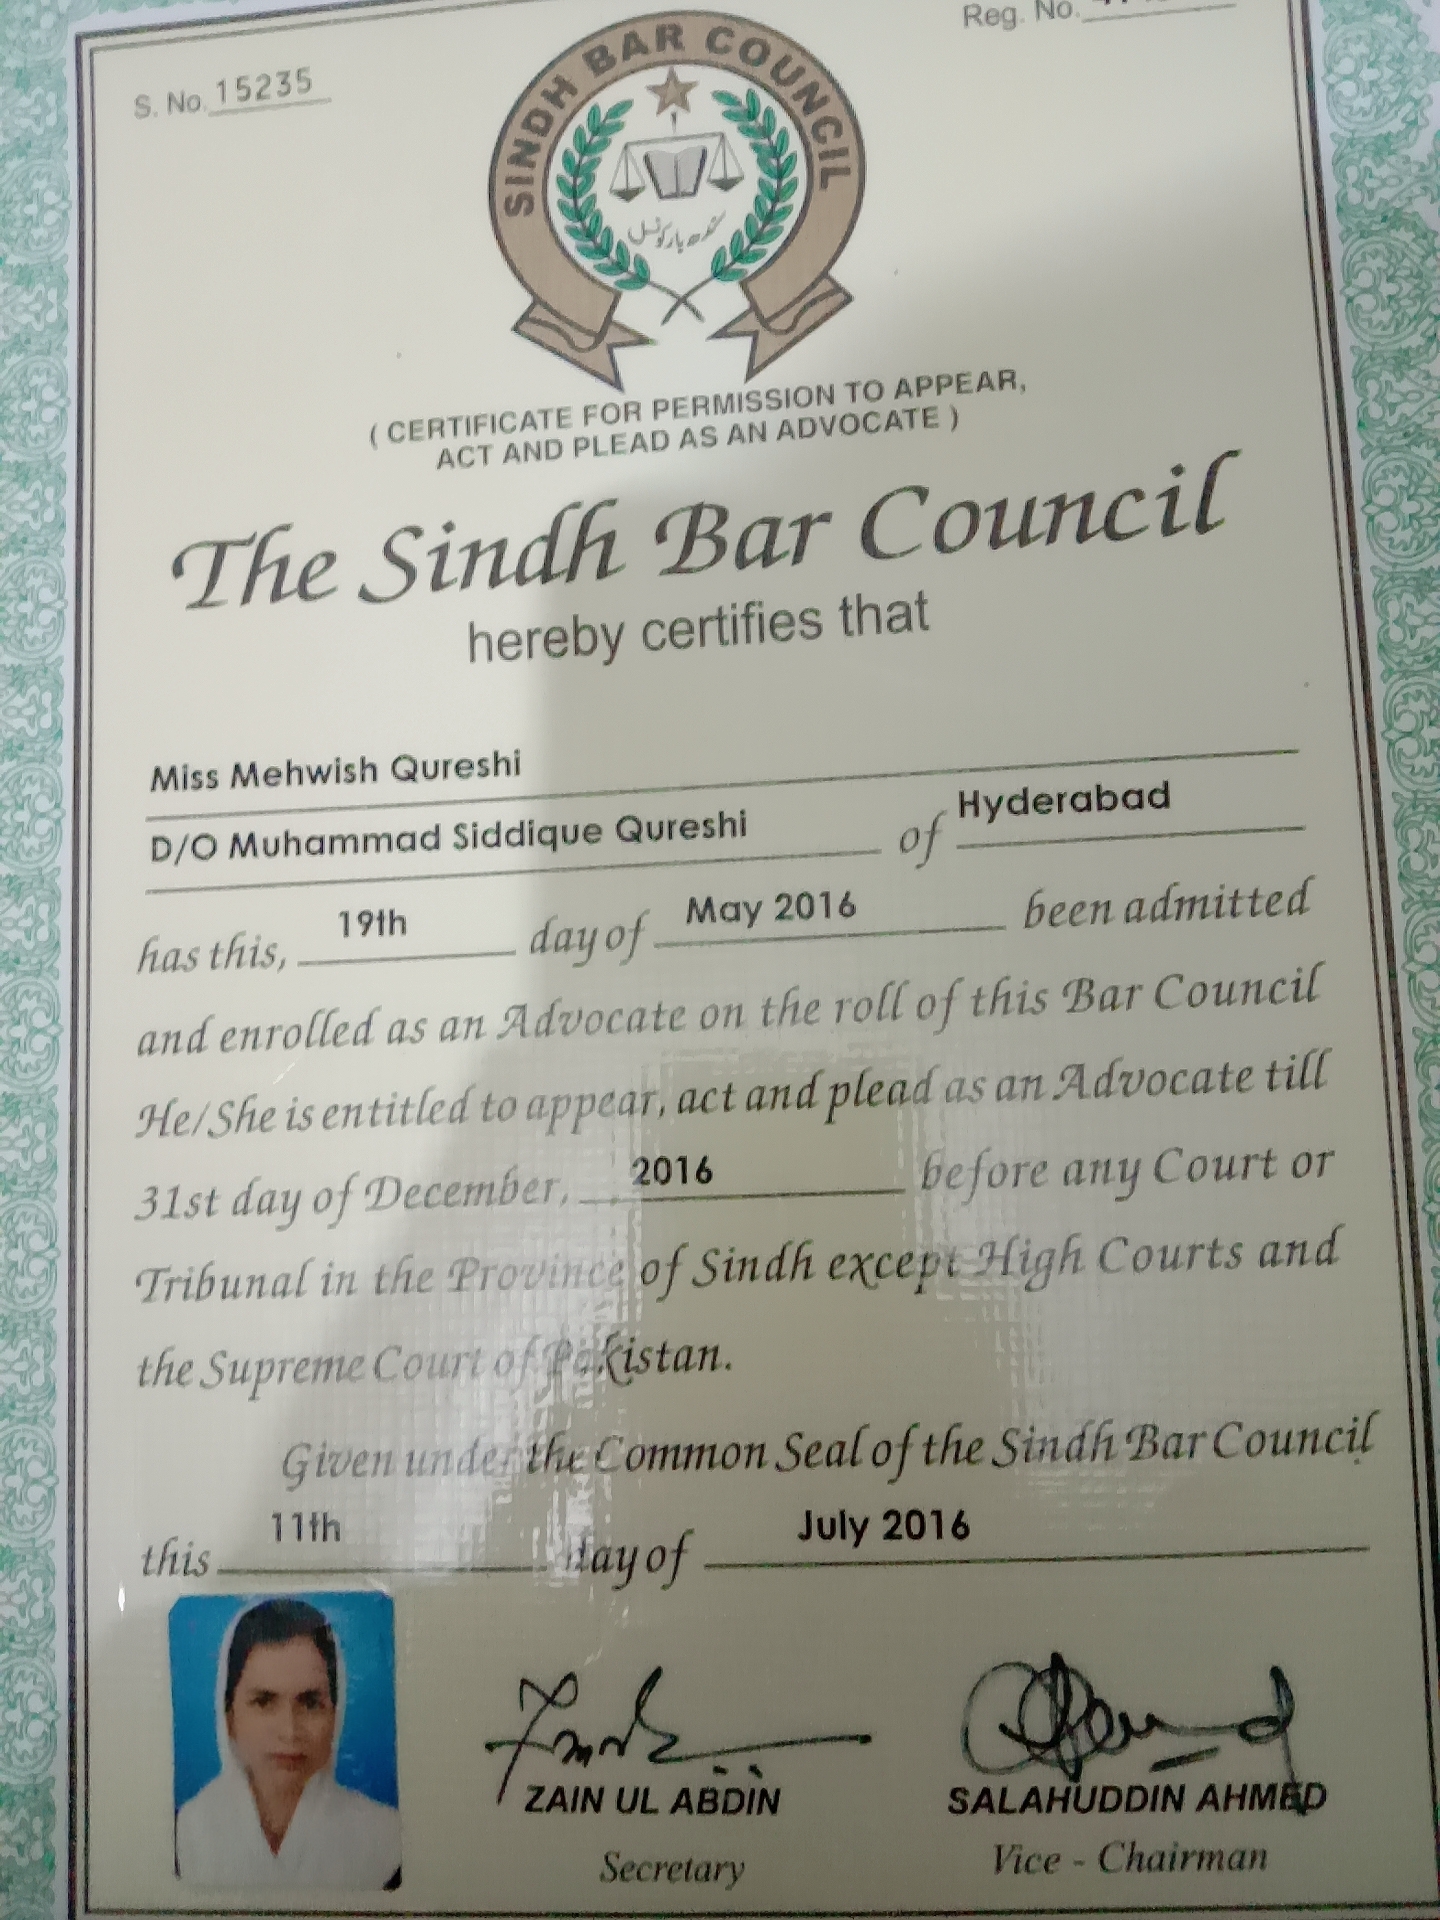 Reg. No.
S. No. 15235
SINDH BAR COUNCIL
سندھ بار کونسل
( CERTIFICATE FOR PERMISSION TO APPEAR,
ACT AND PLEAD AS AN ADVOCATE )
The Sindh Bar Council
hereby certifies that
Miss Mehwish Qureshi
D/O Muhammad Siddique Qureshi of Hyderabad
has this, 19th day of May 2016 been admitted
and enrolled as an Advocate on the roll of this Bar Council
He/She is entitled to appear, act and plead as an Advocate till
31st day of December, 2016 before any Court or
Tribunal in the Province of Sindh except High Courts and
the Supreme Court of Pakistan.
Given under the Common Seal of the Sindh Bar Council
this 11th day of July 2016
ZAIN UL ABDIN SALAHUDDIN AHMED
Secretary Vice - Chairman